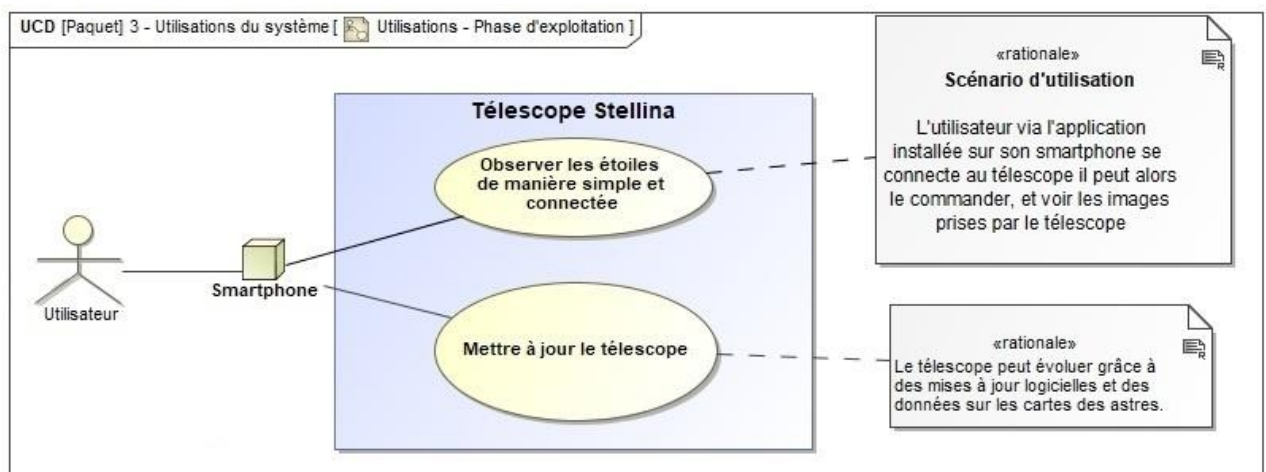 UCD [Paquet] 3 - Utilisations du système [ Utilisations - Phase d'exploitation ]
«rationale»
Scénario d'utilisation
L'utilisateur via l'application
installée sur son smartphone se
connecte au télescope il peut alors
le commander, et voir les images
prises par le télescope
Télescope Stellina
Observer les étoiles
de manière simple et
connectée
Utilisateur
Smartphone
Mettre à jour le télescope
«rationale»
Le télescope peut évoluer grâce à
des mises à jour logicielles et des
données sur les cartes des astres.